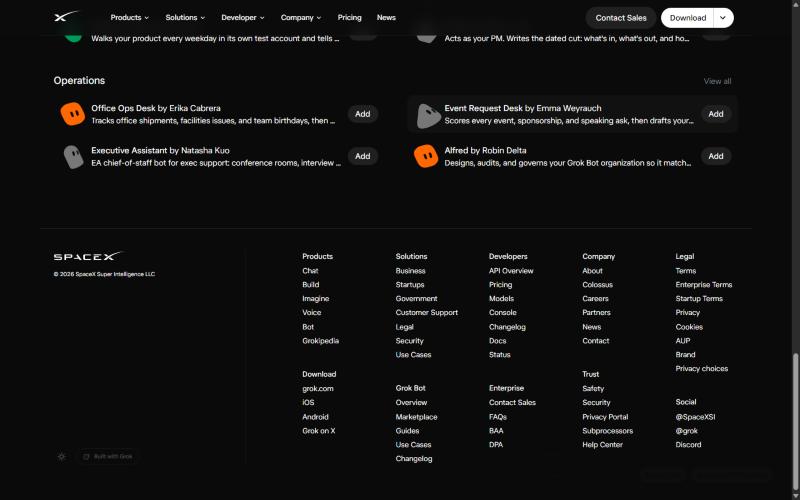 Products Solutions Developer Company Pricing News Contact Sales Download
Walks your product every weekday in its own test account and tells ...
Acts as your PM. Writes the dated cut: what's in, what's out, and ho...
Operations
View all
Office Ops Desk by Erika Cabrera
Tracks office shipments, facilities issues, and team birthdays, then ...
Add
Event Request Desk by Emma Weyrauch
Scores every event, sponsorship, and speaking ask, then drafts your...
Add
Executive Assistant by Natasha Kuo
EA chief-of-staff bot for exec support: conference rooms, interview ...
Add
Alfred by Robin Delta
Designs, audits, and governs your Grok Bot organization so it match...
Add
SPACEX
© 2026 SpaceX Super Intelligence LLC
Products
Chat
Build
Imagine
Voice
Bot
Grokipedia
Download
grok.com
iOS
Android
Grok on X
Solutions
Business
Startups
Government
Customer Support
Legal
Security
Use Cases
Grok Bot
Overview
Marketplace
Guides
Use Cases
Changelog
Developers
API Overview
Pricing
Models
Console
Changelog
Docs
Status
Enterprise
Contact Sales
FAQs
BAA
DPA
Company
About
Colossus
Careers
Partners
News
Contact
Trust
Safety
Security
Privacy Portal
Subprocessors
Help Center
Legal
Terms
Enterprise Terms
Startup Terms
Privacy
Cookies
AUP
Brand
Privacy choices
Social
@SpaceXSI
@grok
Discord
Built with Grok